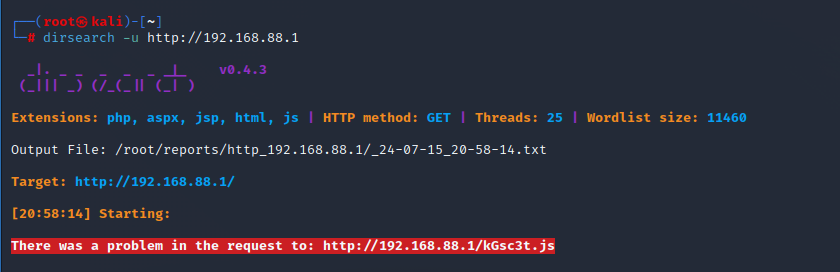 ┌──(root㉿kali)-[~]
└─# dirsearch -u http://192.168.88.1
  _|. _ _  _  _  _ _|_    v0.4.3
 (_||| _) (/_(_|| (_| )
Extensions: php, aspx, jsp, html, js | HTTP method: GET | Threads: 25 | Wordlist size: 11460
Output File: /root/reports/http_192.168.88.1/_24-07-15_20-58-14.txt
Target: http://192.168.88.1/
[20:58:14] Starting:
There was a problem in the request to: http://192.168.88.1/kGsc3t.js